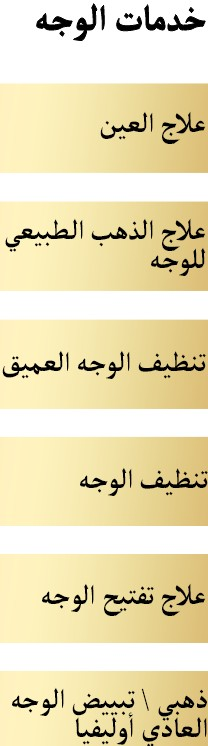 خدمات الوجه
علاج العين
علاج الذهب الطبيعي
للوجه
تنظيف الوجه العميق
تنظيف الوجه
علاج تفتيح الوجه
ذهبي \ تبييض الوجه
العادي أوليفيا